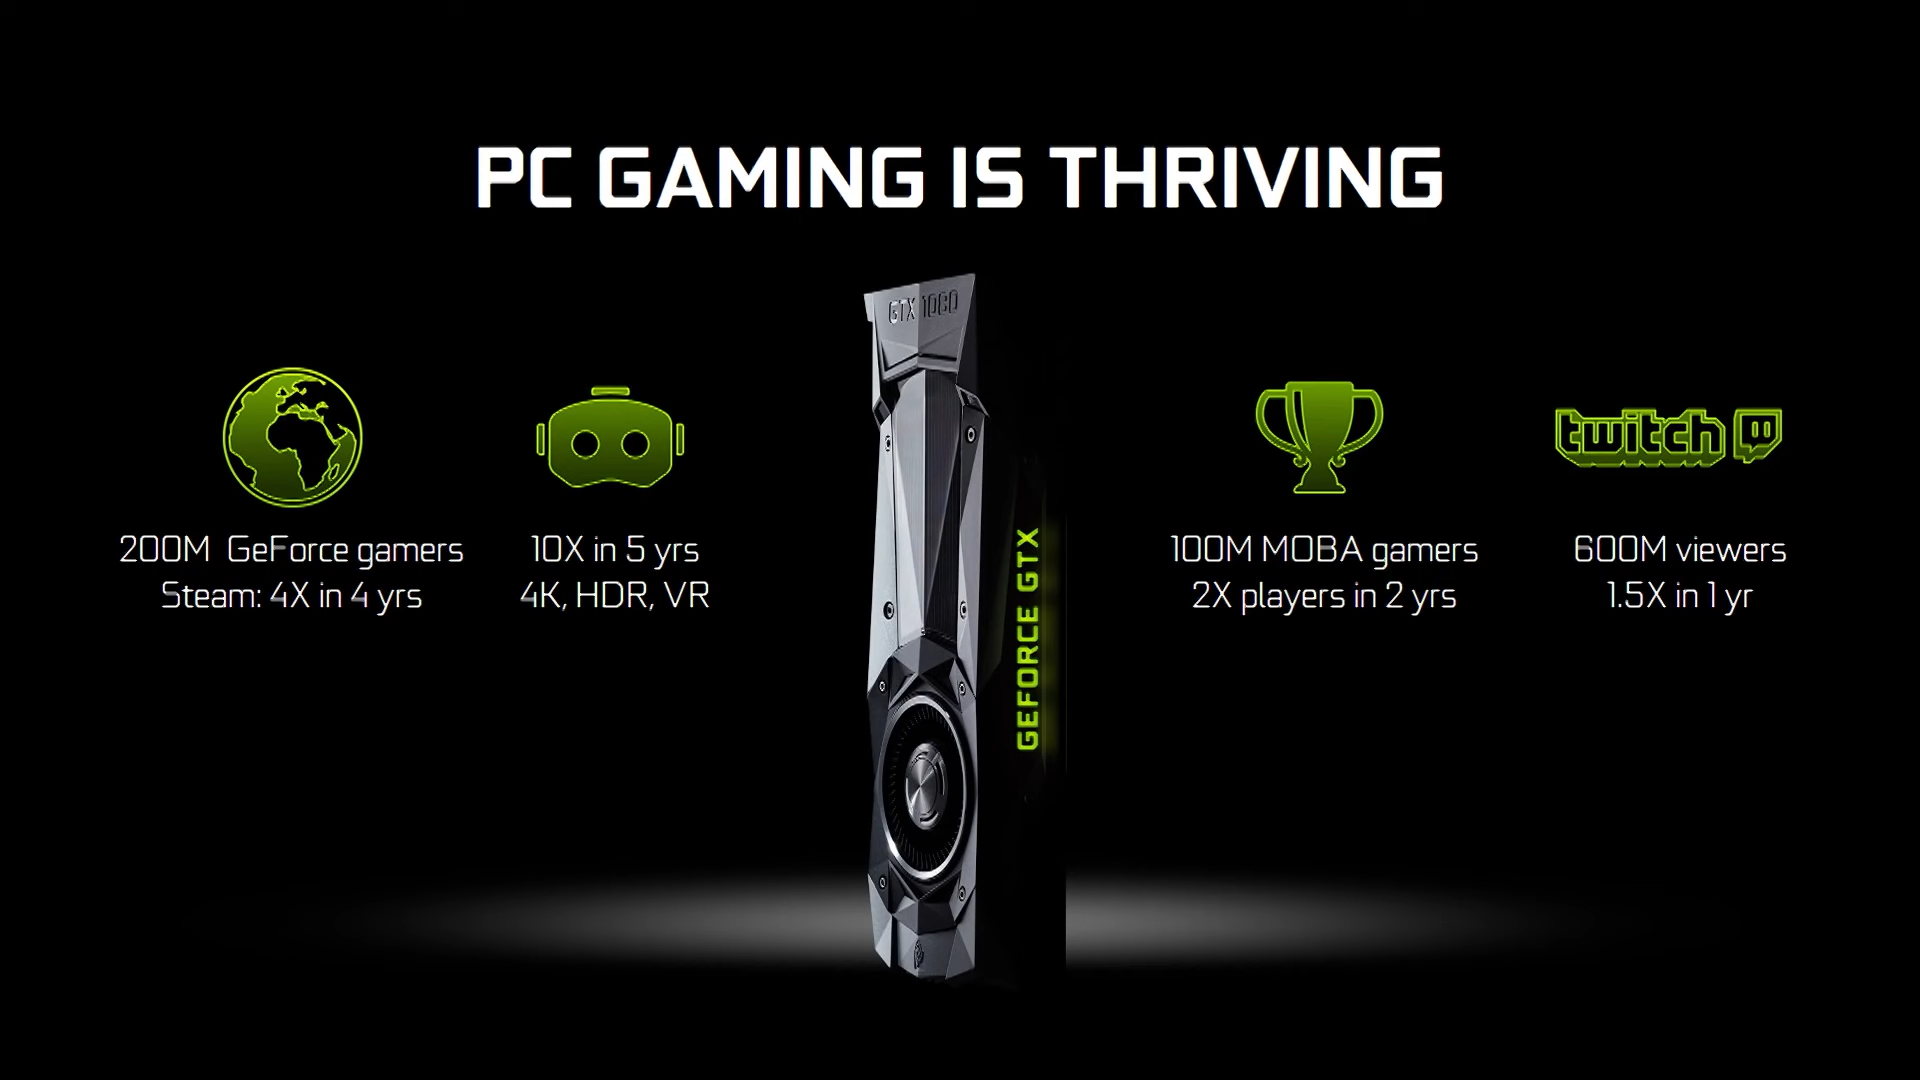 PC GAMING IS THRIVING
GTX 1080
twitch
200M GeForce gamers
Steam: 4X in 4 yrs
10X in 5 yrs
4K, HDR, VR
GEFORCE GTX
100M MOBA gamers
2X players in 2 yrs
600M viewers
1.5X in 1 yr